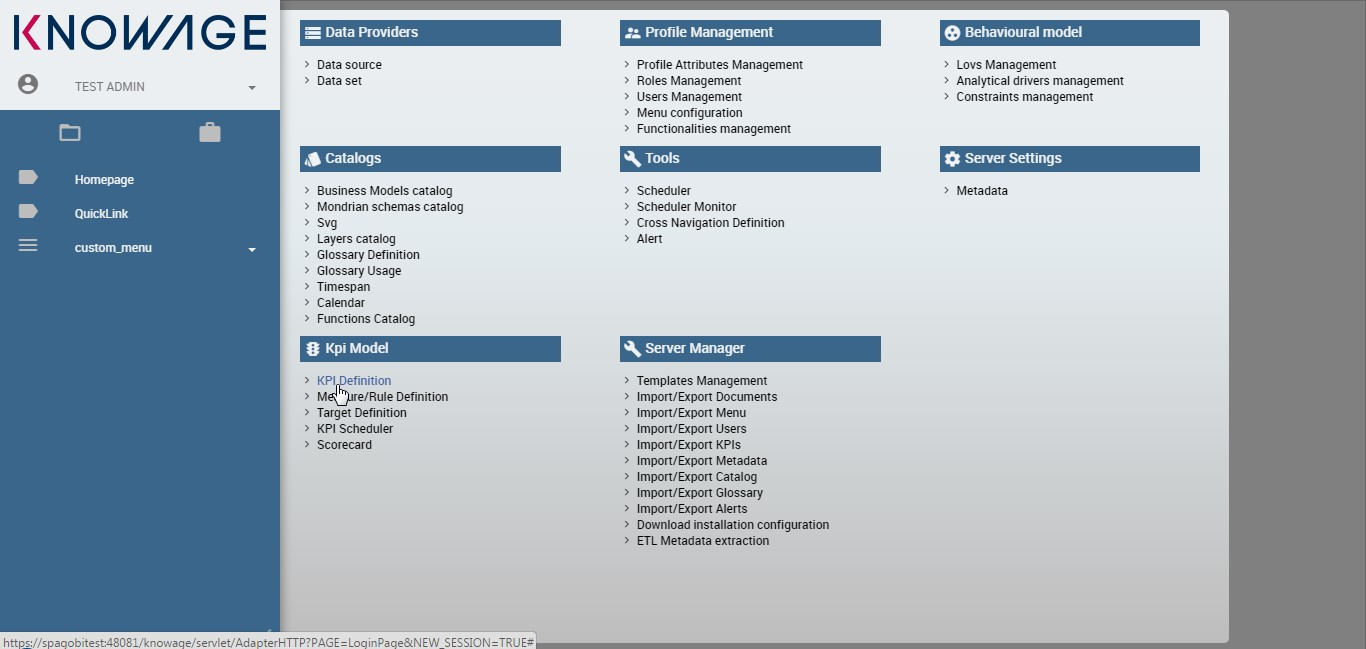 KNOWAGE
TEST ADMIN
Homepage
QuickLink
custom_menu
Data Providers
Data source
Data set
Profile Management
Profile Attributes Management
Roles Management
Users Management
Menu configuration
Functionalities management
Behavioural model
Lovs Management
Analytical drivers management
Constraints management
Catalogs
Business Models catalog
Mondrian schemas catalog
Svg
Layers catalog
Glossary Definition
Glossary Usage
Timespan
Calendar
Functions Catalog
Tools
Scheduler
Scheduler Monitor
Cross Navigation Definition
Alert
Server Settings
Metadata
Kpi Model
KPI Definition
Measure/Rule Definition
Target Definition
KPI Scheduler
Scorecard
Server Manager
Templates Management
Import/Export Documents
Import/Export Menu
Import/Export Users
Import/Export KPIs
Import/Export Metadata
Import/Export Catalog
Import/Export Glossary
Import/Export Alerts
Download installation configuration
ETL Metadata extraction
https://spagobitest:48081/knowage/servlet/AdapterHTTP?PAGE=LoginPage&NEW_SESSION=TRUE#